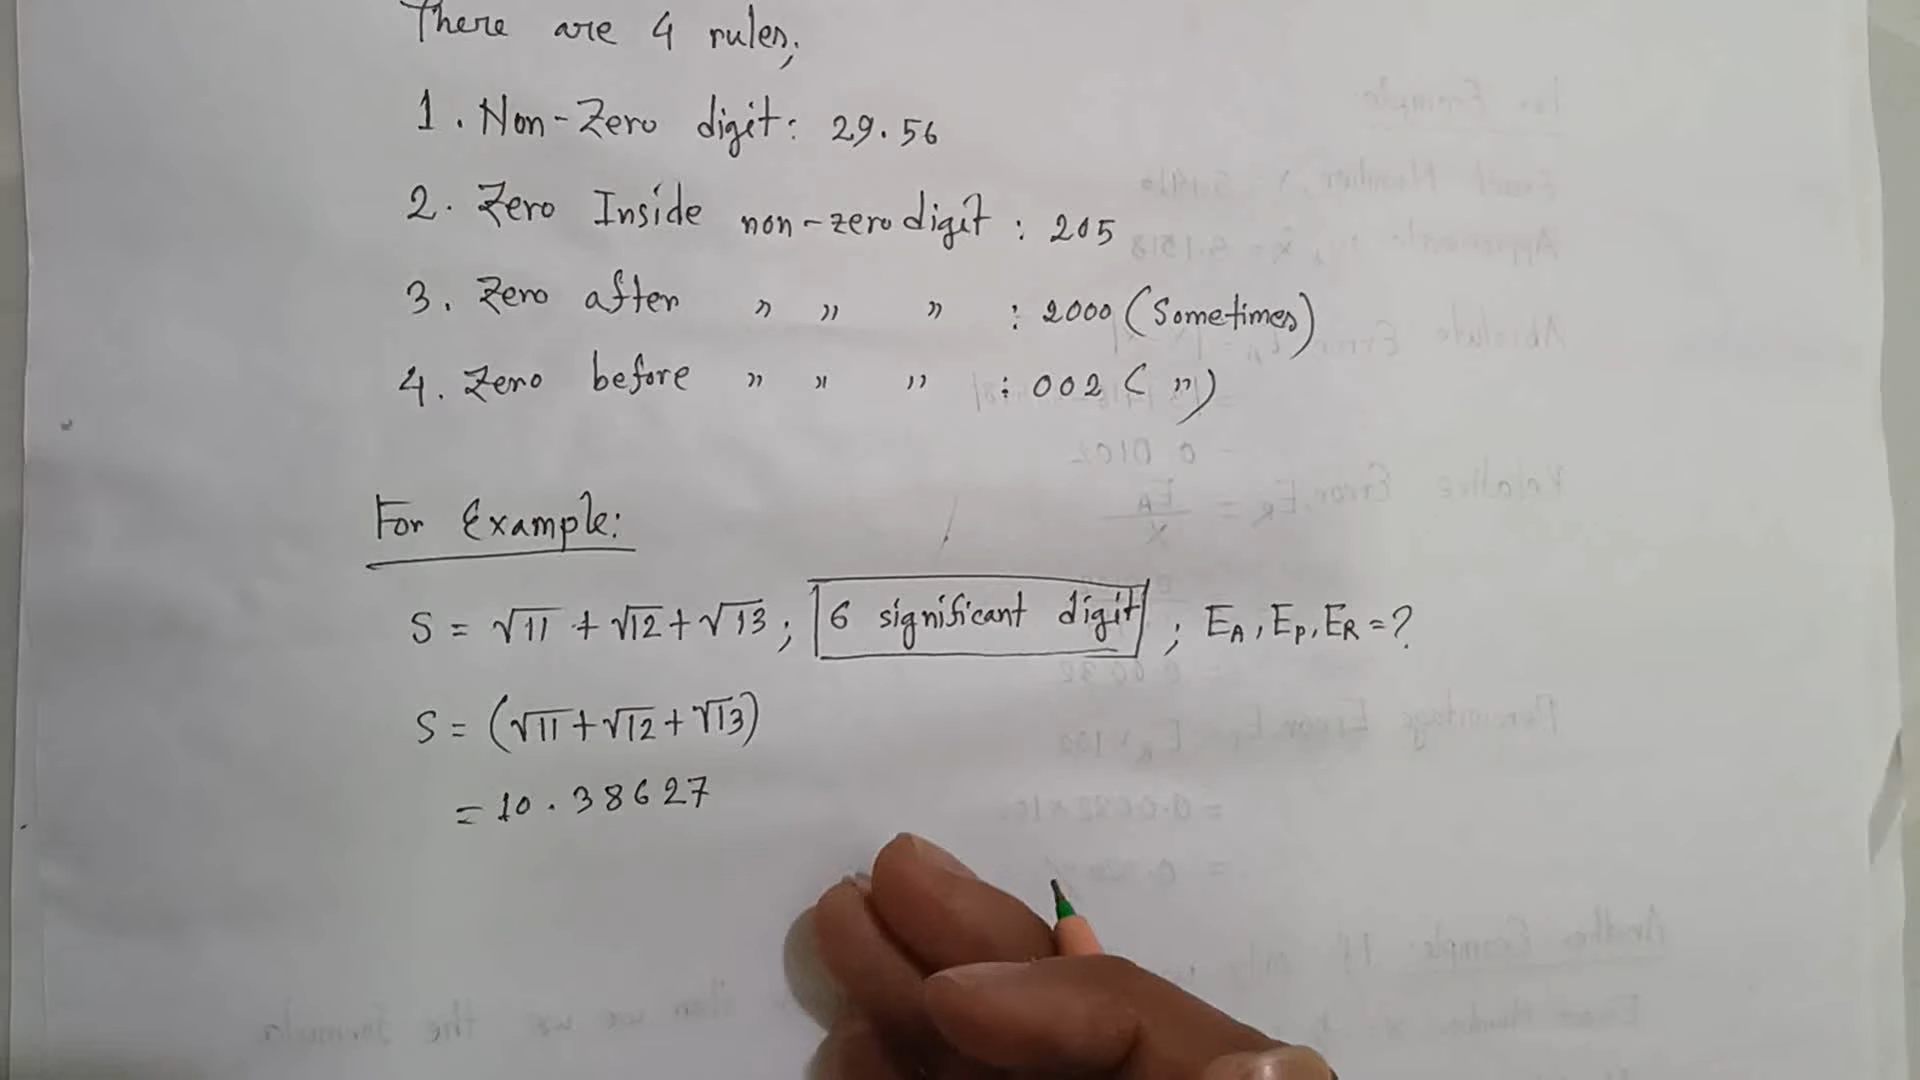 There are 4 rules;
1. Non-Zero digit: 29.56
2. Zero Inside non-zero digit : 205
3. Zero after " " " : 2000 (Sometimes)
4. Zero before " " " : 002 ( " )
For Example:
S = √11 + √12 + √13 ; 6 significant digit ; EA, Ep, ER = ?
S = (√11 + √12 + √13)
= 10.38627